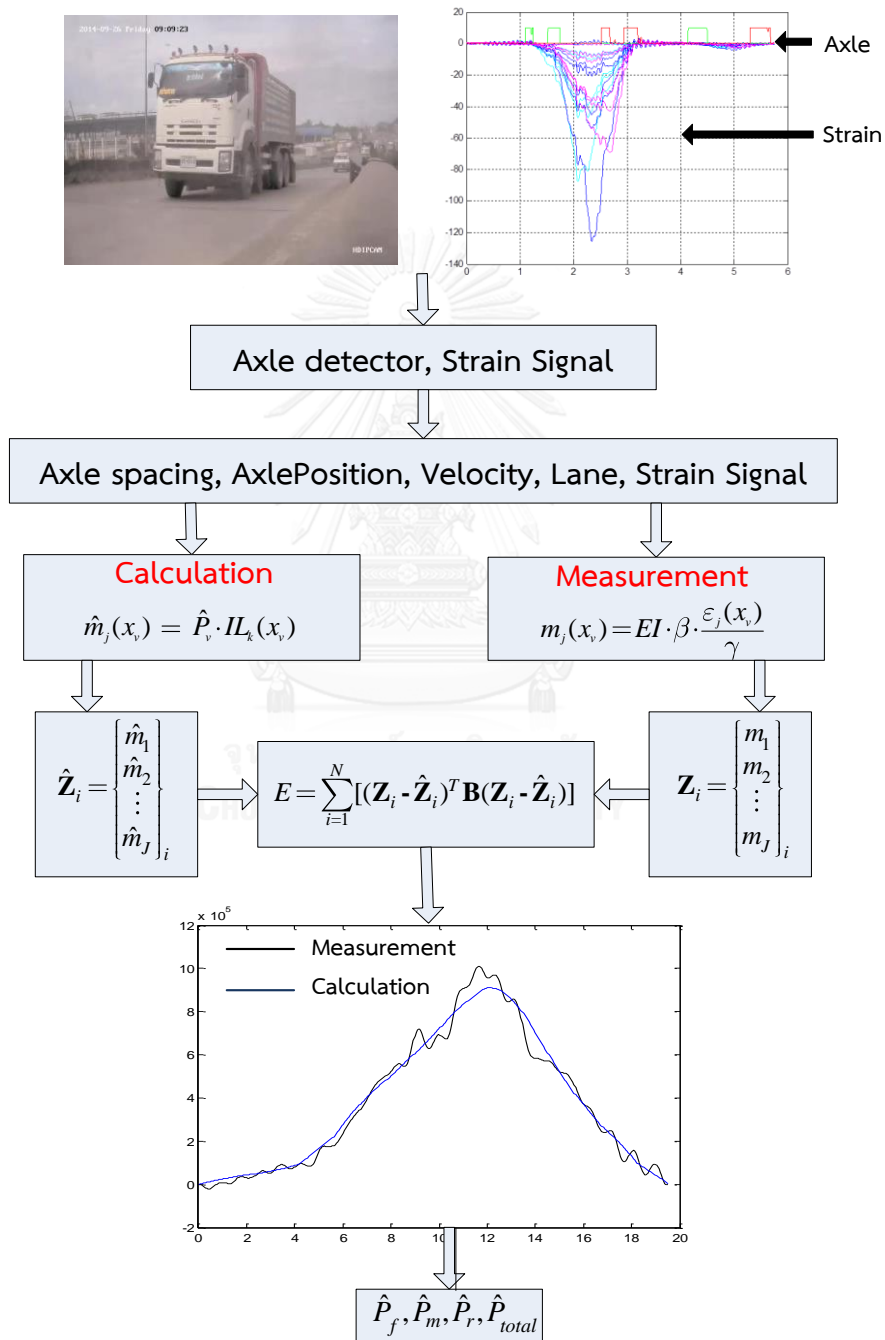 2014-09-26 Friday 09:09:23
HDIPCAM
20
0
-20
-40
-60
-80
-100
-120
-140
0 1 2 3 4 5 6
Axle
Strain
Axle detector, Strain Signal
Axle spacing, AxlePosition, Velocity, Lane, Strain Signal
Calculation
m̂_j(x_v) = P̂_v · IL_k(x_v)
Measurement
m_j(x_v) = EI · β · ε_j(x_v) / γ
Ẑ_i = { m̂_1 m̂_2 ⋮ m̂_J }_i
E = ∑_{i=1}^{N} [(Z_i - Ẑ_i)^T B(Z_i - Ẑ_i)]
Z_i = { m_1 m_2 ⋮ m_J }_i
x 10^5
12
10
8
6
4
2
0
-2
0 2 4 6 8 10 12 14 16 18 20
Measurement
Calculation
P̂_f, P̂_m, P̂_r, P̂_total